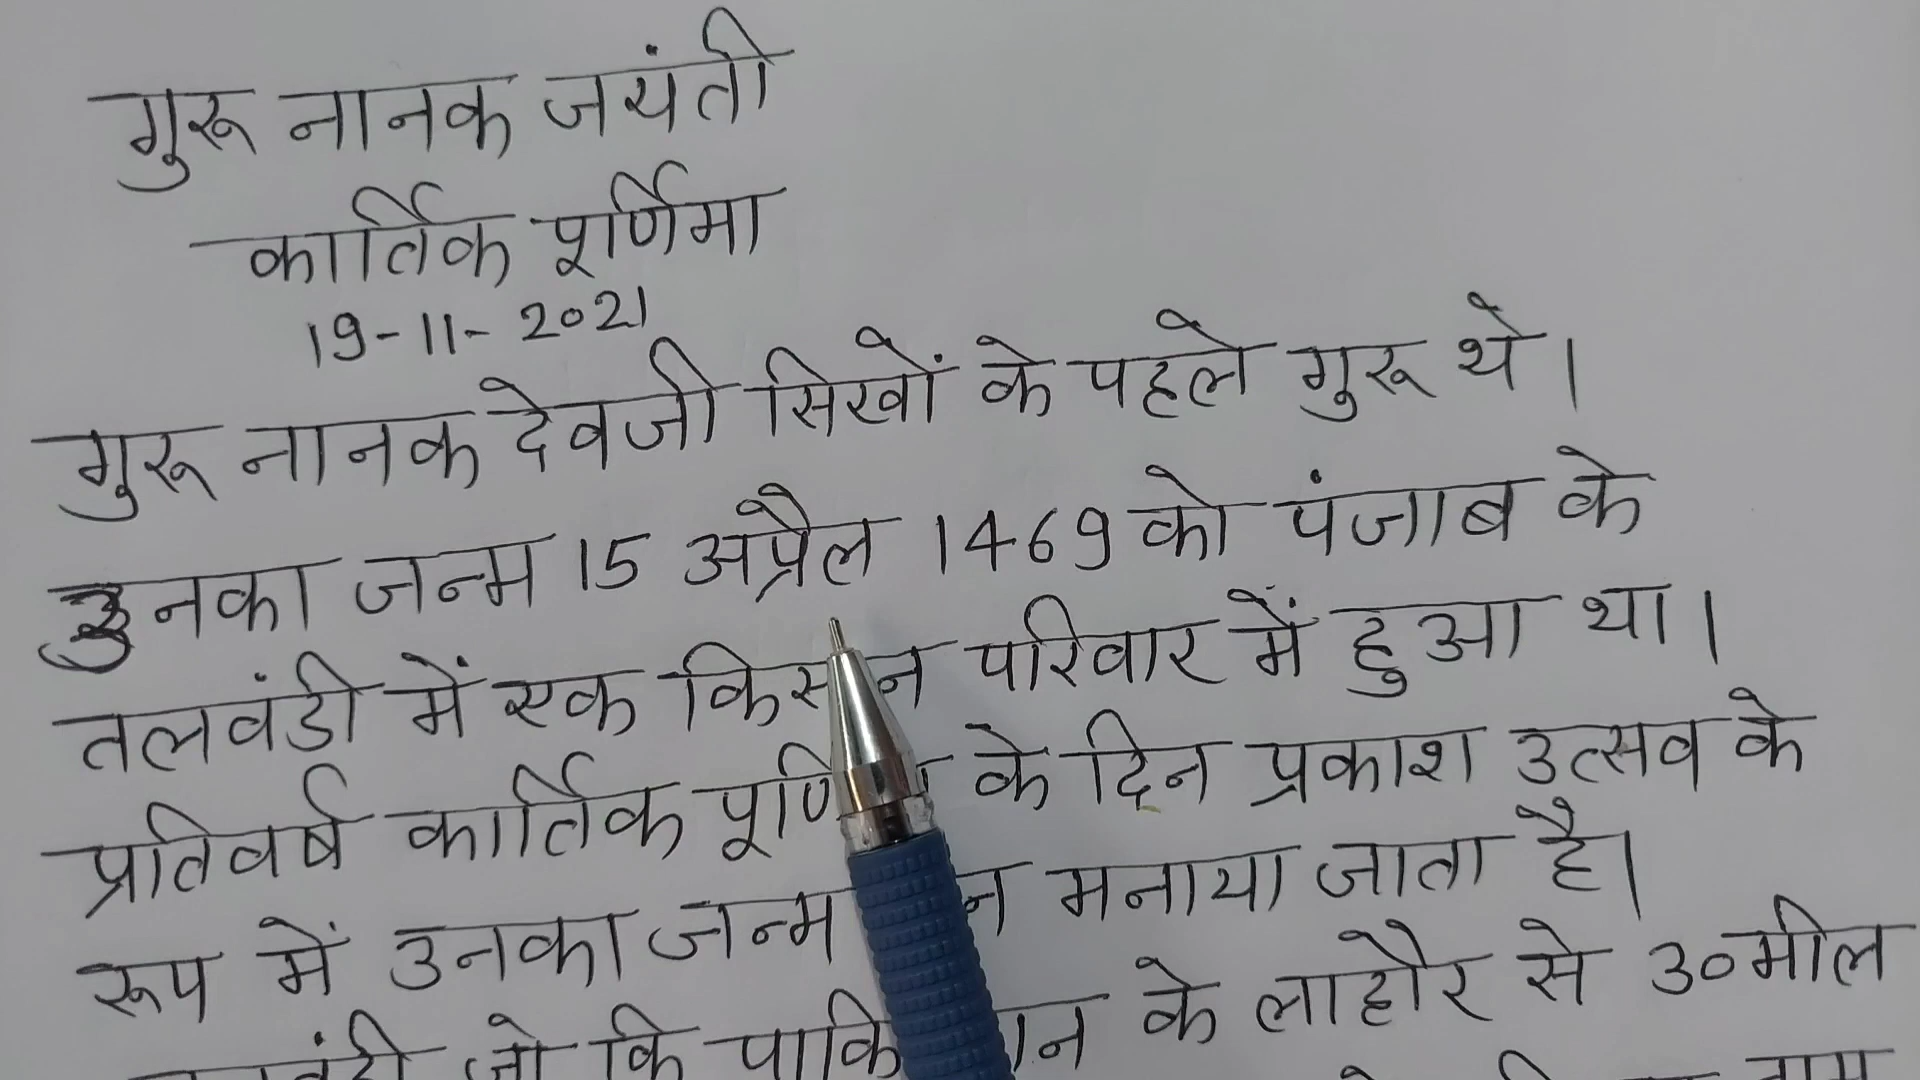 गुरू नानक जयंती
कार्तिक पूर्णिमा
19-11-2021
गुरू नानक देवजी सिखों के पहले गुरू थे।
उनका जन्म 15 अप्रैल 1469 को पंजाब के
तलवंडी में एक परिवार में हुआ था।
प्रतिवर्ष कार्तिक के दिन प्रकाश उत्सव के
रूप में उनका जन्म मनाया जाता है।
जो कि के लाहौर से 30 मील